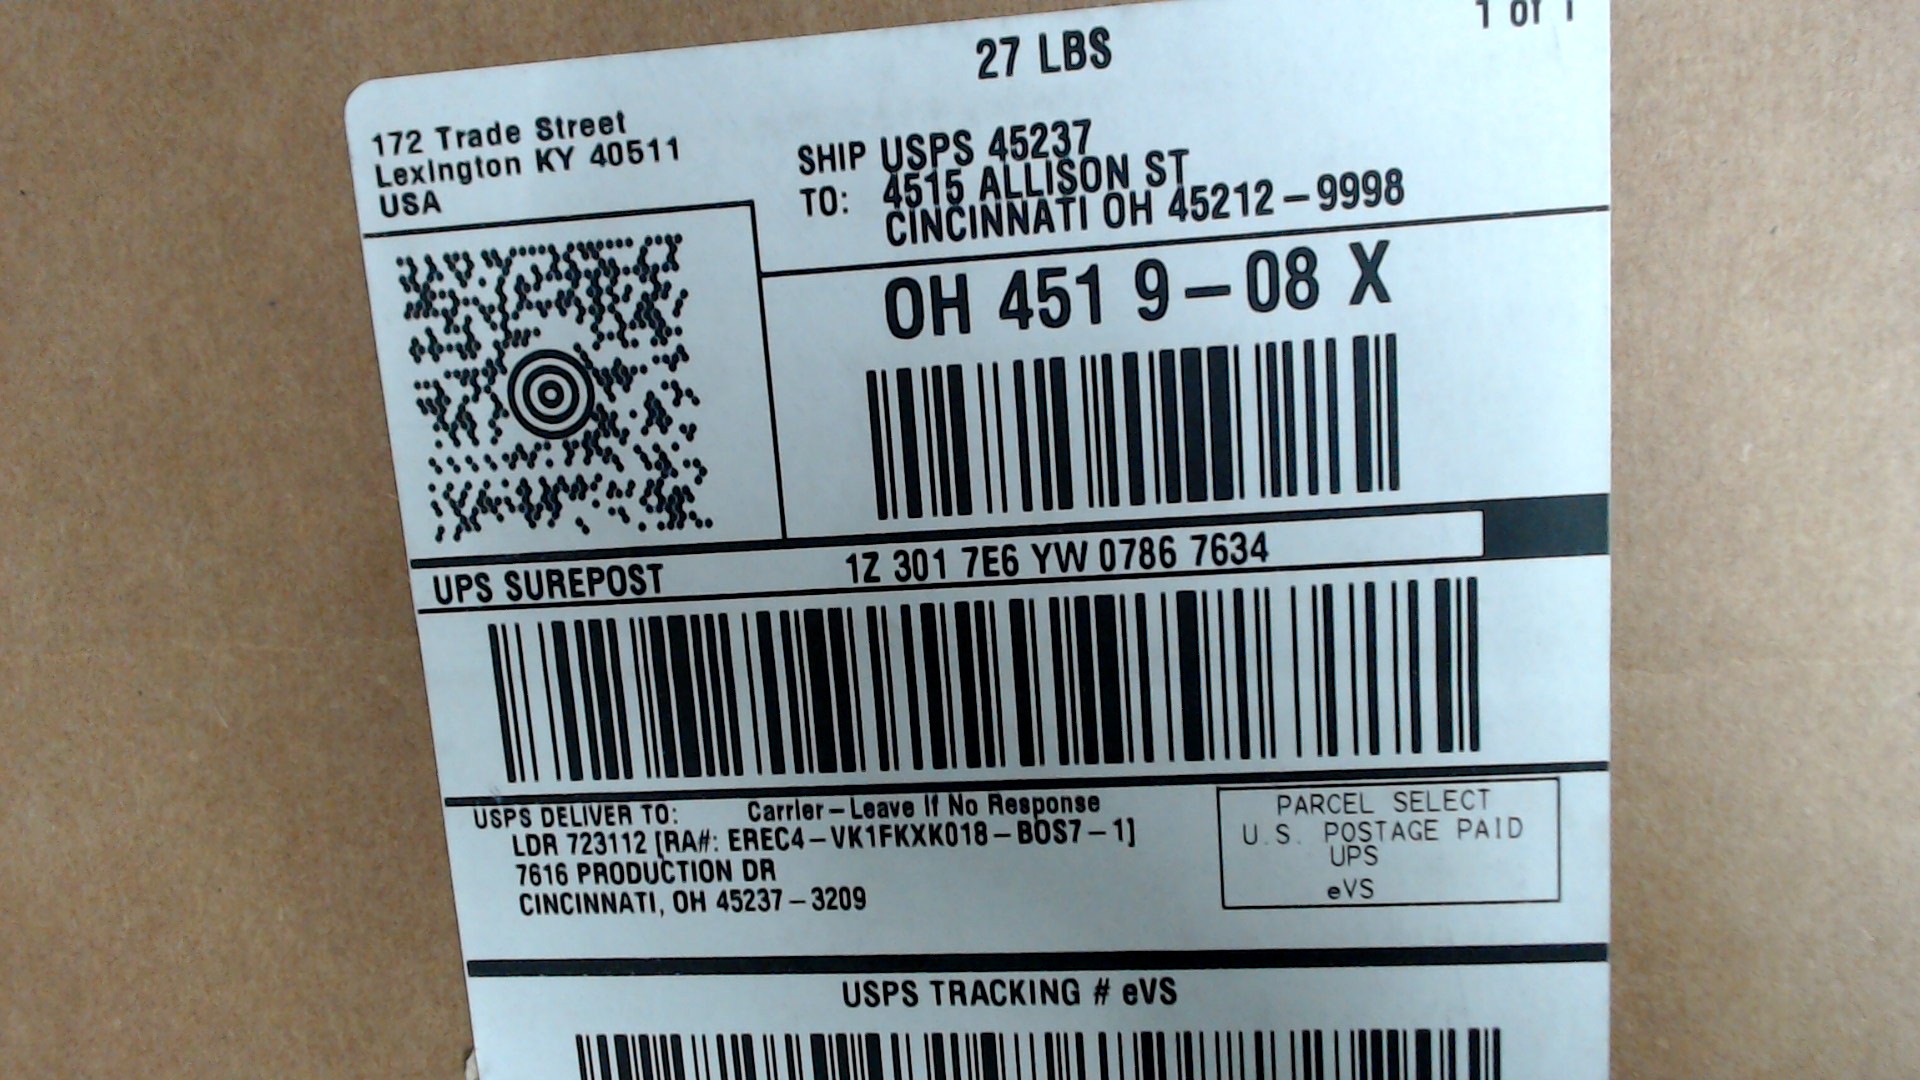 1 of 1
27 LBS
172 Trade Street
Lexington KY 40511
USA
SHIP USPS 45237
TO: 4515 ALLISON ST
CINCINNATI OH 45212-9998
OH 451 9-08 X
UPS SUREPOST
1Z 301 7E6 YW 0786 7634
USPS DELIVER TO: Carrier-Leave If No Response
LDR 723112 [RA#: EREC4-VK1FKXK018-BOS7-1]
7616 PRODUCTION DR
CINCINNATI, OH 45237-3209
PARCEL SELECT
U.S. POSTAGE PAID
UPS
eVS
USPS TRACKING # eVS